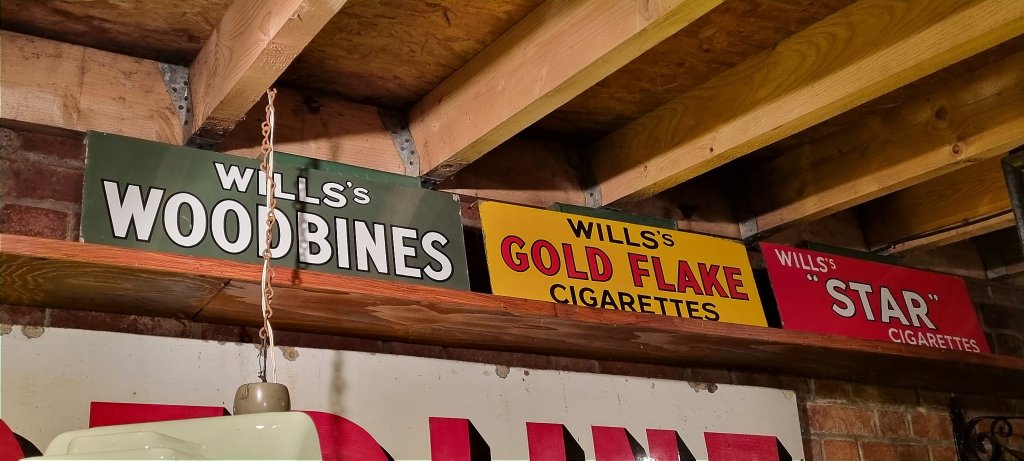 WILLS'S
WOODBINES
WILLS'S
GOLD FLAKE
CIGARETTES
WILLS'S
"STAR"
CIGARETTES